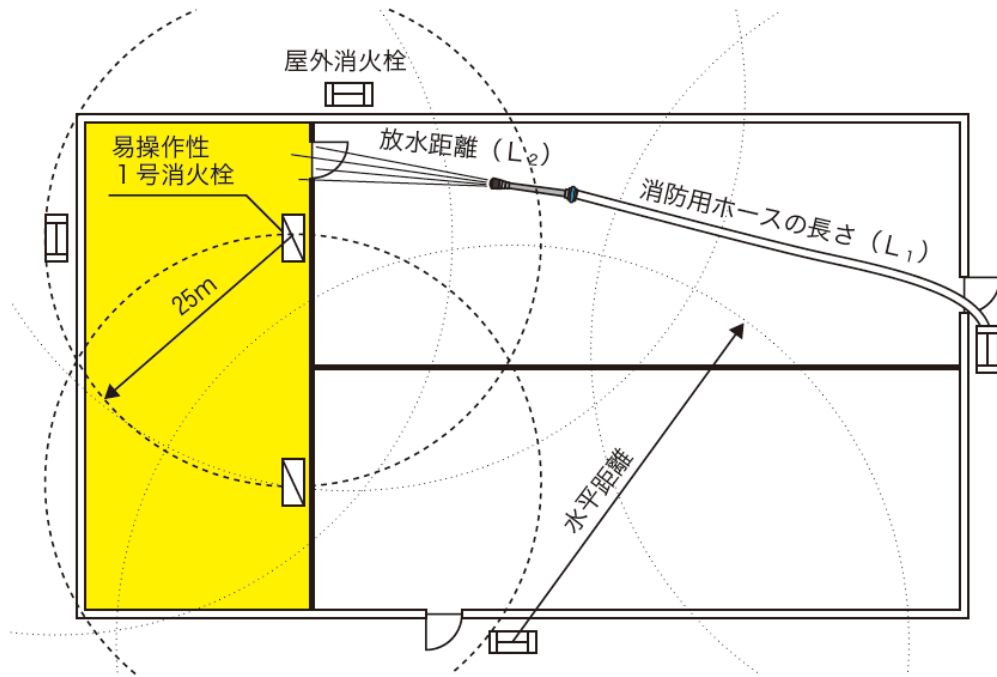 屋外消火栓
易操作性
１号消火栓
放水距離（L₂）
消防用ホースの長さ（L₁）
25m
水平距離